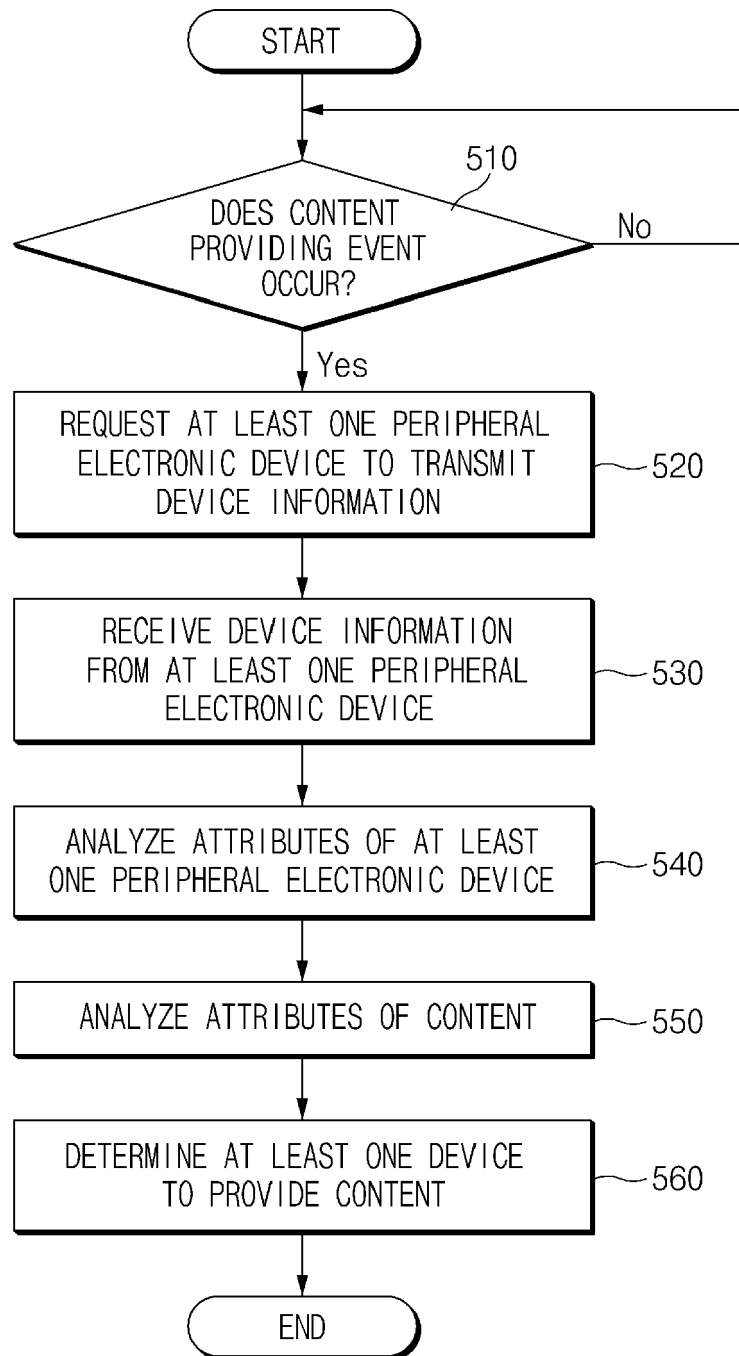 START
510
DOES CONTENT
PROVIDING EVENT
OCCUR?
No
Yes
REQUEST AT LEAST ONE PERIPHERAL
ELECTRONIC DEVICE TO TRANSMIT
DEVICE INFORMATION
520
RECEIVE DEVICE INFORMATION
FROM AT LEAST ONE PERIPHERAL
ELECTRONIC DEVICE
530
ANALYZE ATTRIBUTES OF AT LEAST
ONE PERIPHERAL ELECTRONIC DEVICE
540
ANALYZE ATTRIBUTES OF CONTENT
550
DETERMINE AT LEAST ONE DEVICE
TO PROVIDE CONTENT
560
END